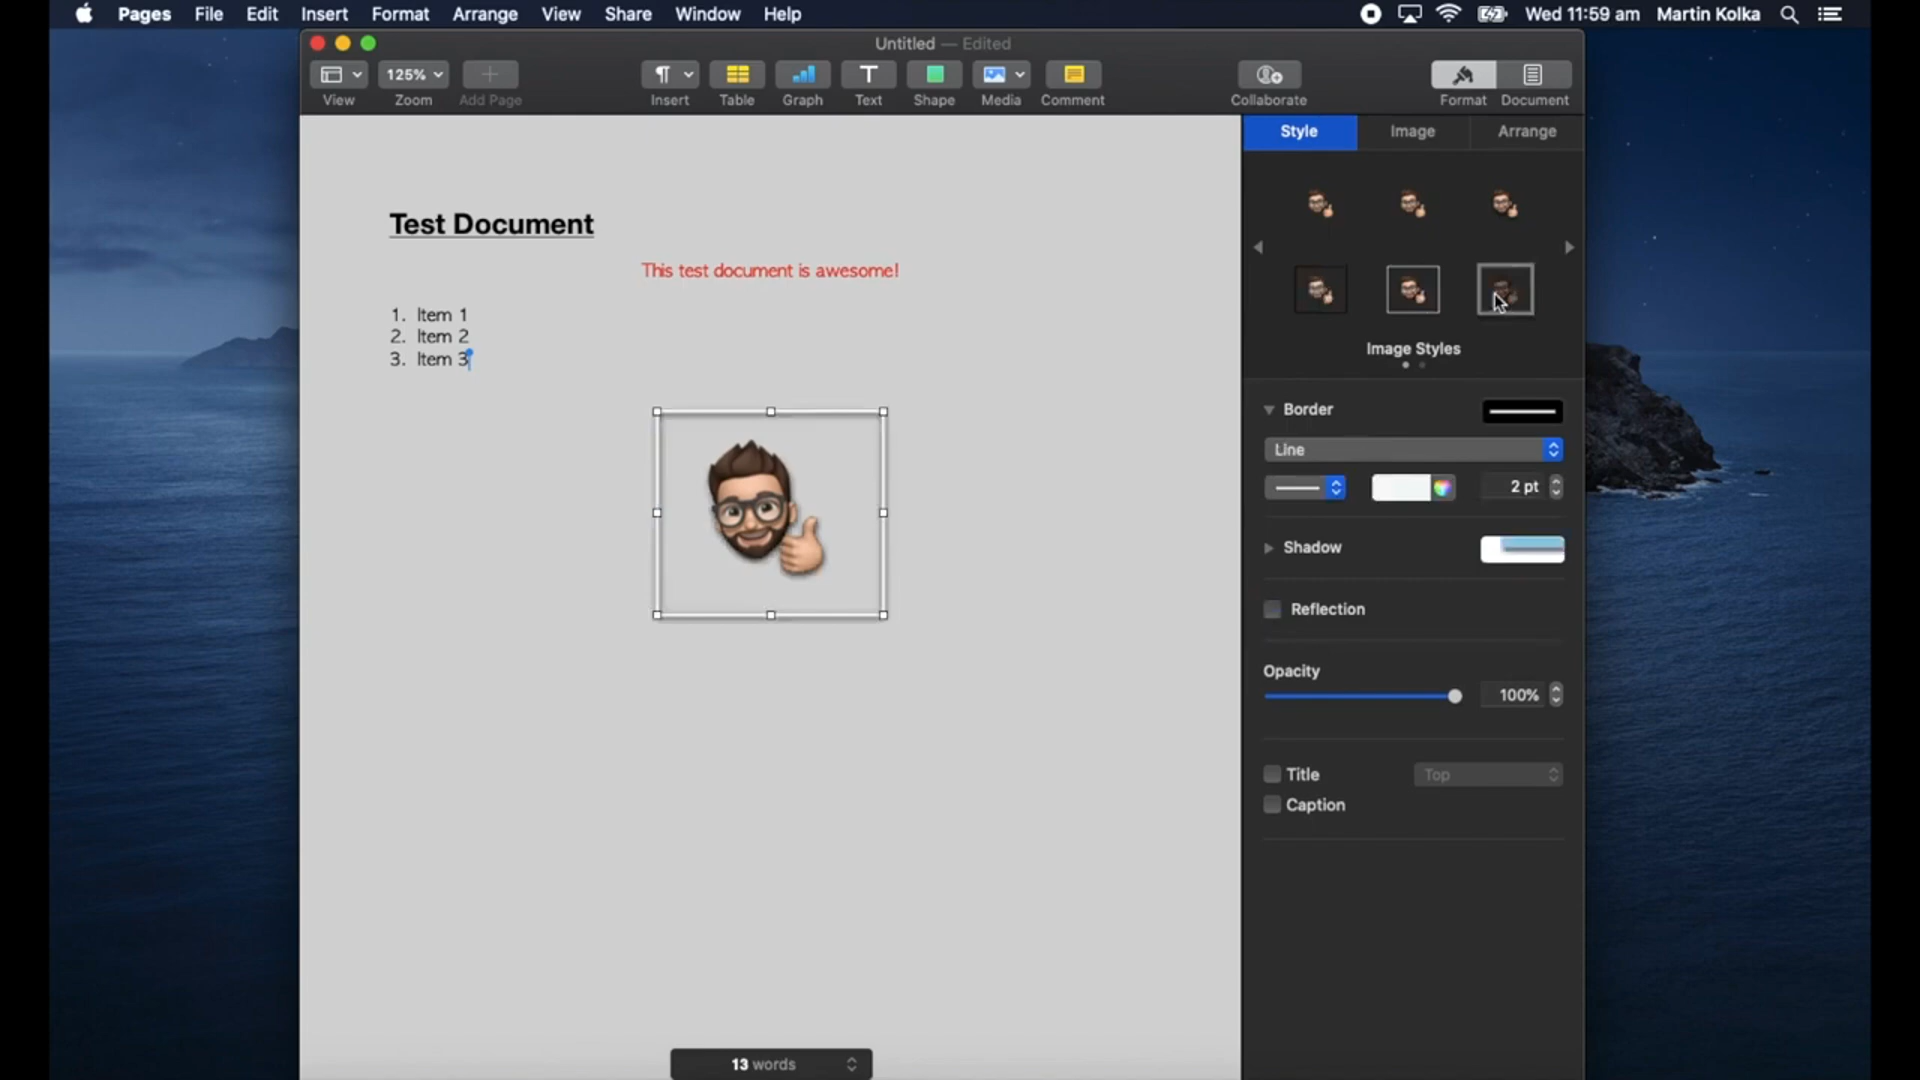 Pages File Edit Insert Format Arrange View Share Window Help Wed 11:59 am Martin Kolka
Untitled — Edited
125%
View Zoom Add Page Insert Table Graph Text Shape Media Comment Collaborate Format Document
Style Image Arrange
Test Document
This test document is awesome!
1. Item 1
2. Item 2
3. Item 3
Image Styles
Border
Line
2 pt
Shadow
Reflection
Opacity
100%
Title Top
Caption
13 words